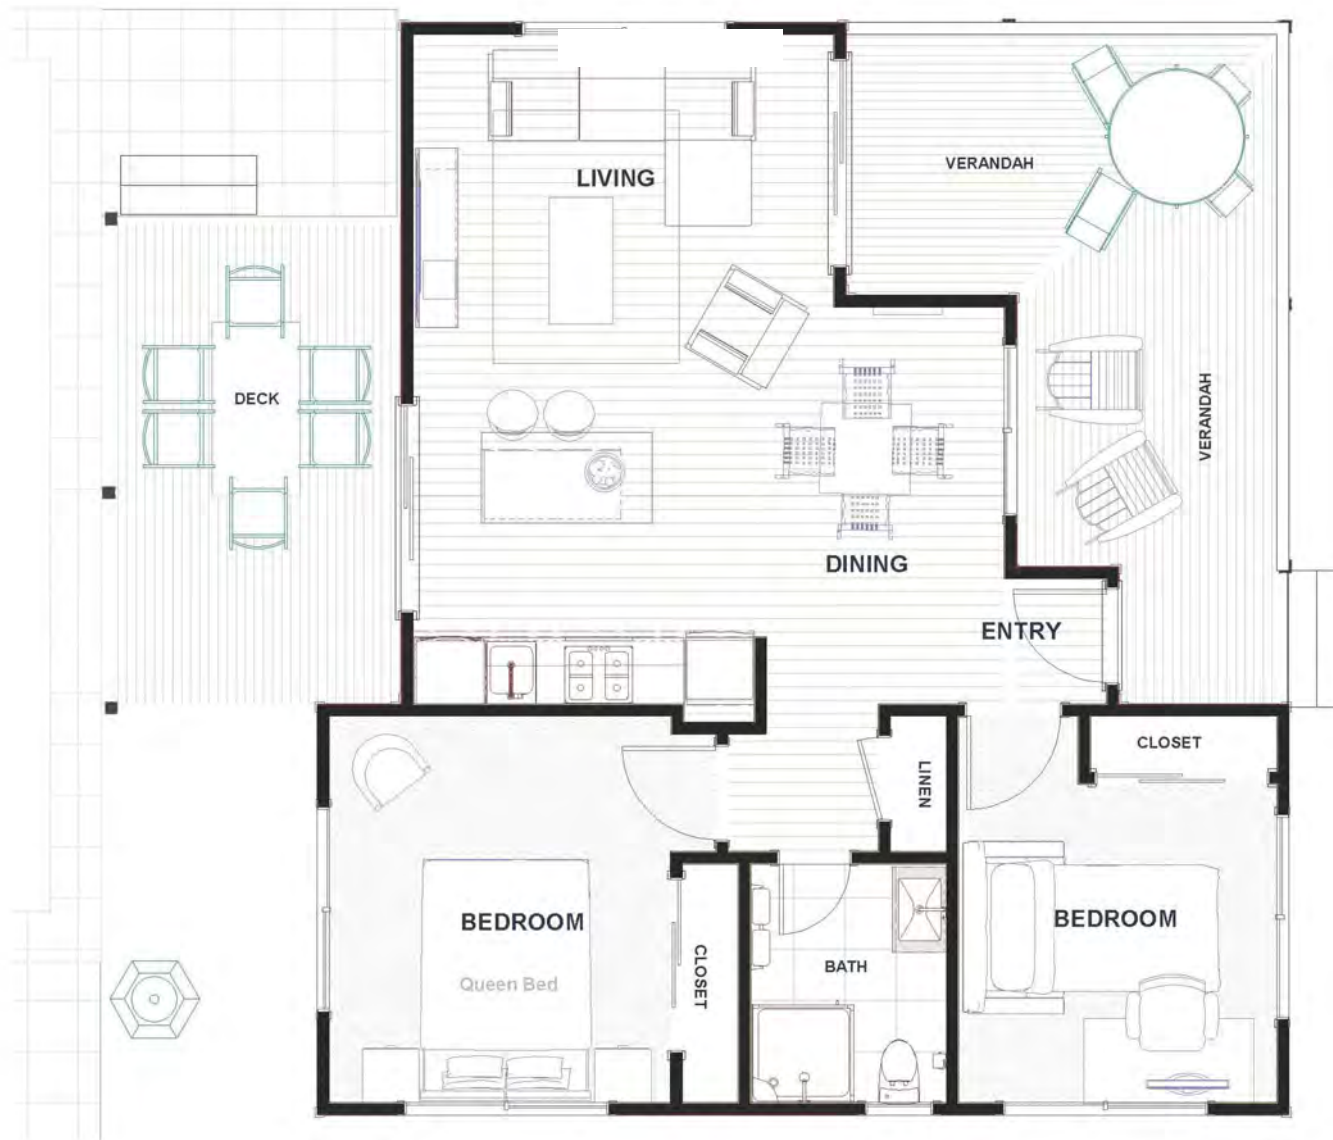 LIVING
VERANDAH
DECK
VERANDAH
DINING
ENTRY
CLOSET
LINEN
BEDROOM
Queen Bed
CLOSET
BATH
BEDROOM